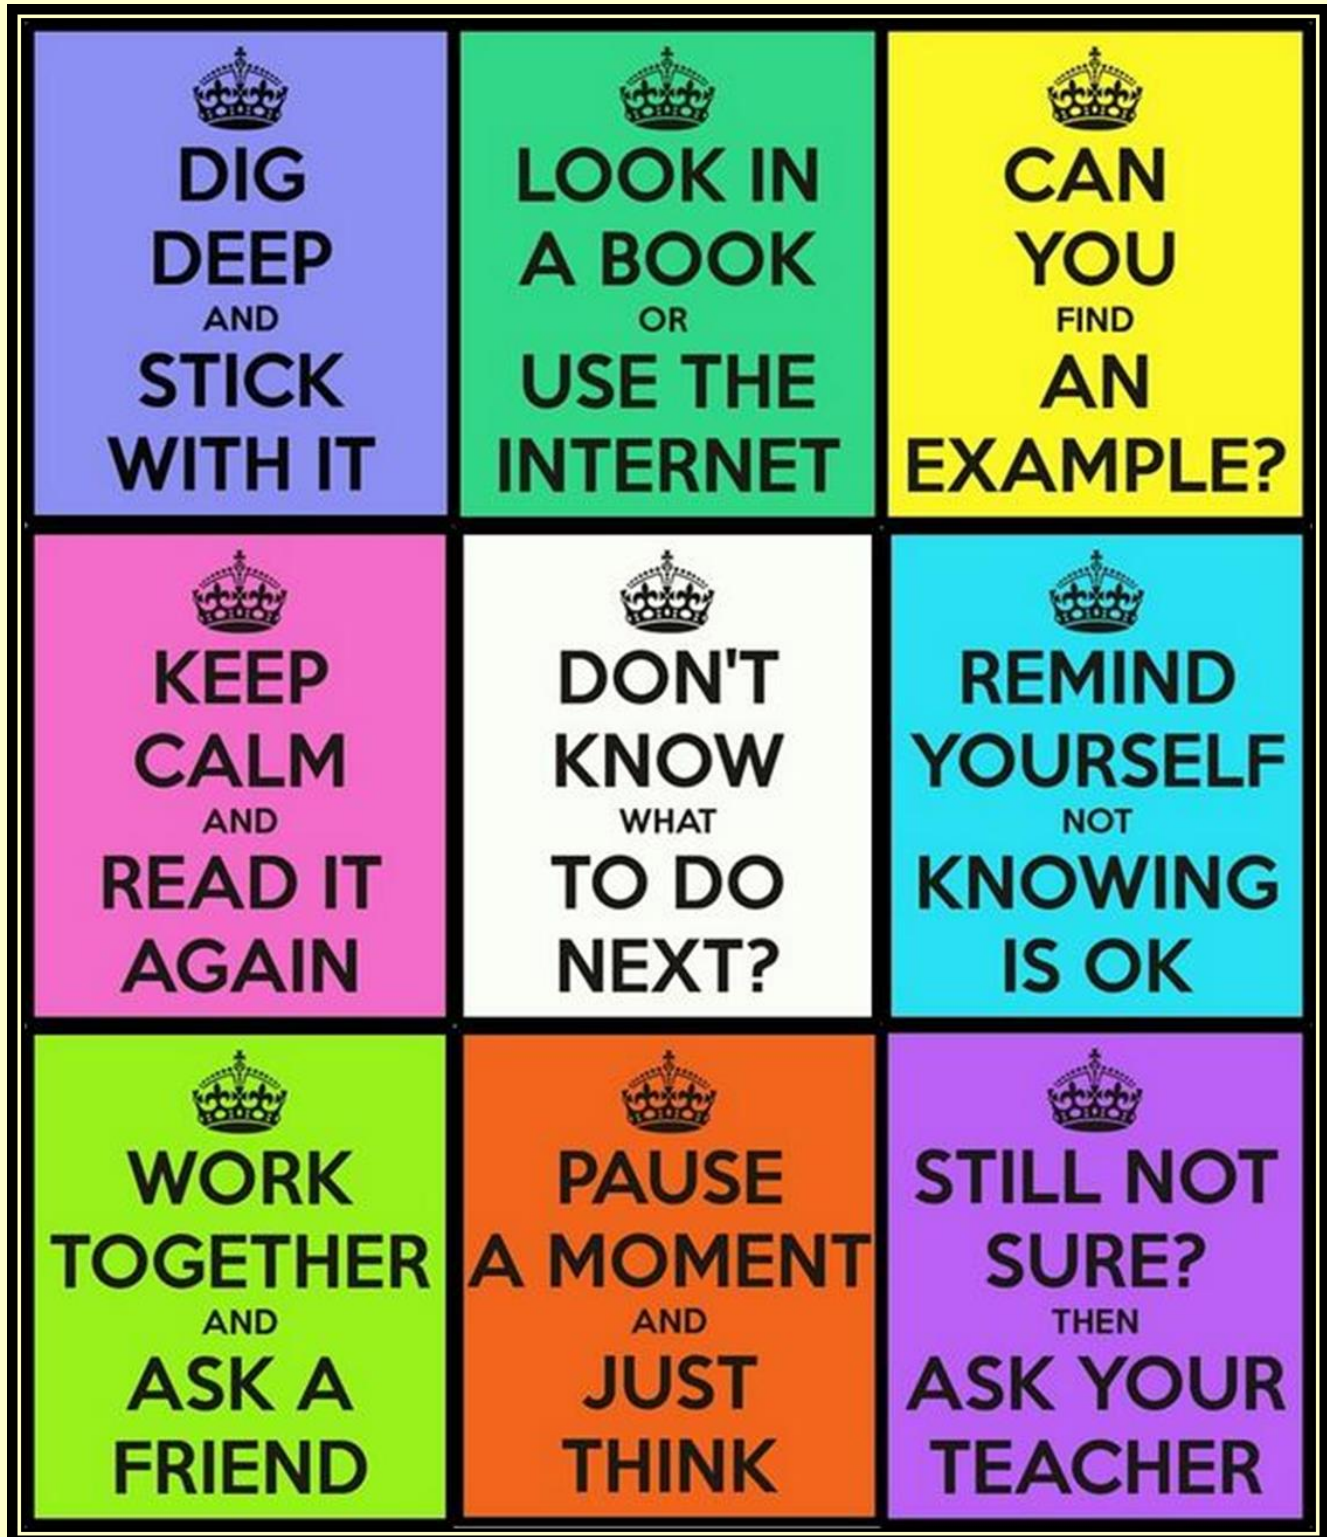 DIG
DEEP
AND
STICK
WITH IT
LOOK IN
A BOOK
OR
USE THE
INTERNET
CAN
YOU
FIND
AN
EXAMPLE?
KEEP
CALM
AND
READ IT
AGAIN
DON'T
KNOW
WHAT
TO DO
NEXT?
REMIND
YOURSELF
NOT
KNOWING
IS OK
WORK
TOGETHER
AND
ASK A
FRIEND
PAUSE
A MOMENT
AND
JUST
THINK
STILL NOT
SURE?
THEN
ASK YOUR
TEACHER